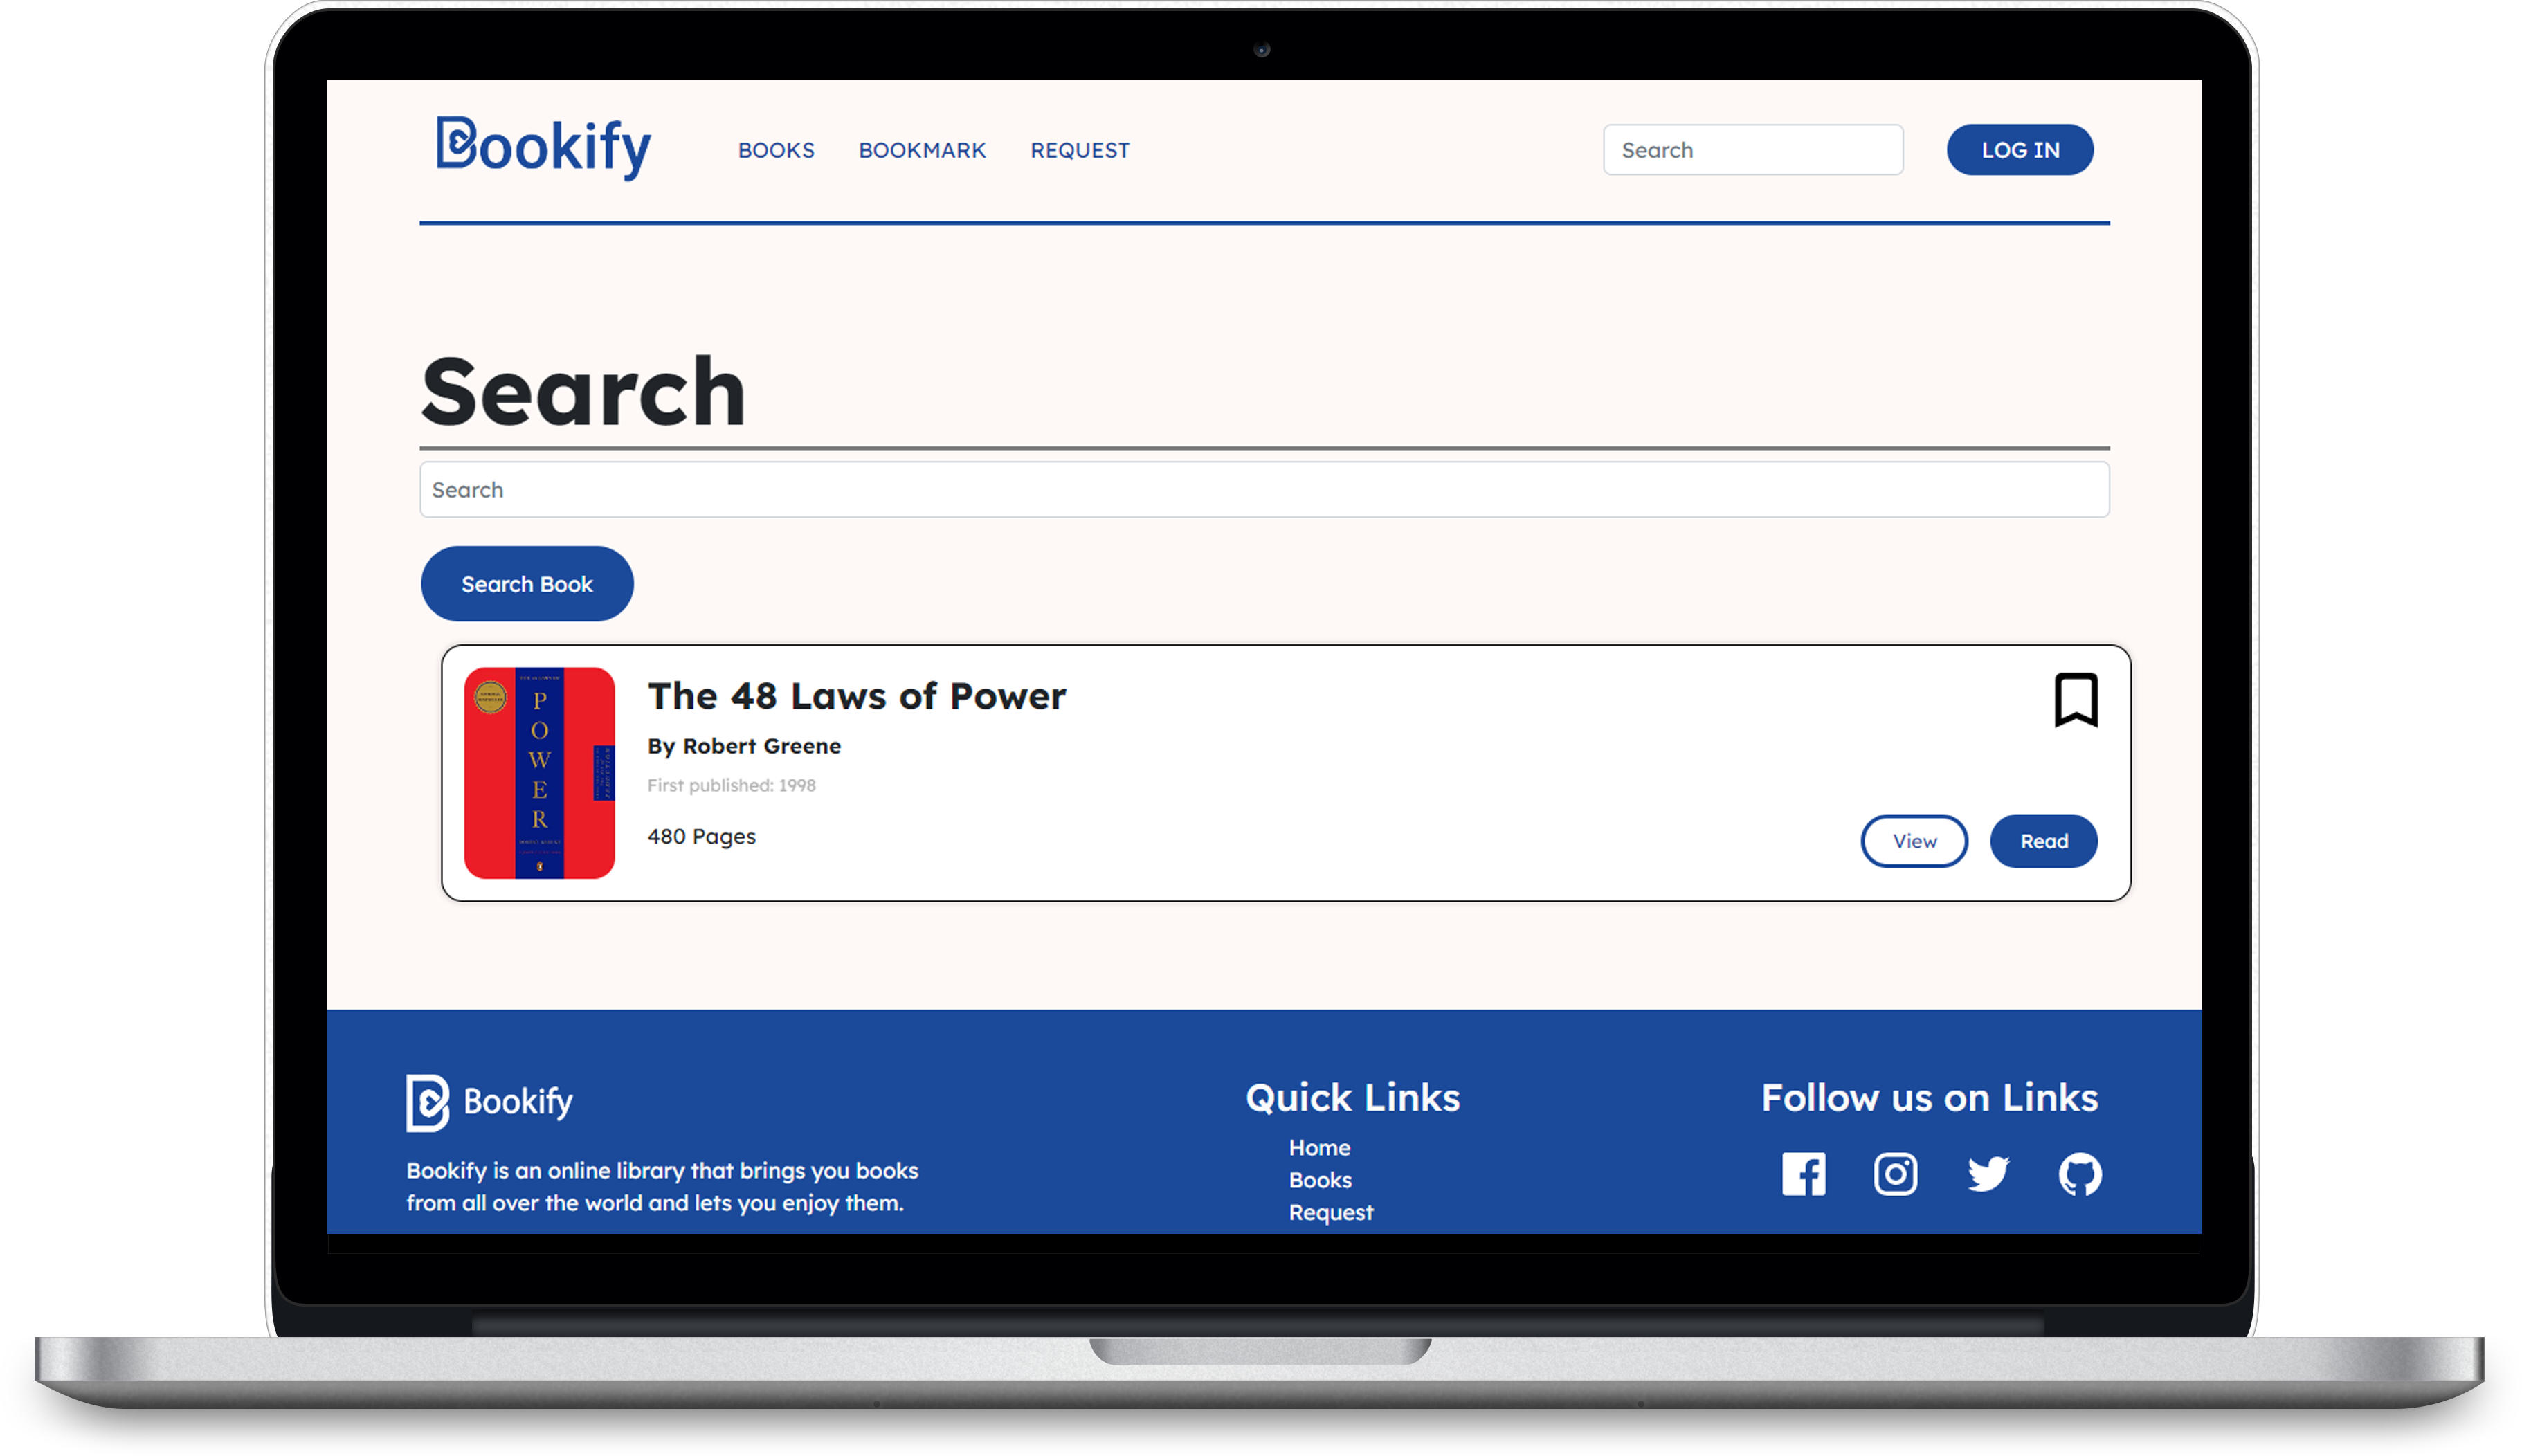 Bookify
BOOKS BOOKMARK REQUEST
Search
LOG IN
Search
Search
Search Book
P
O
W
E
R
The 48 Laws of Power
By Robert Greene
First published: 1998
480 Pages
View
Read
Bookify
Bookify is an online library that brings you books
from all over the world and lets you enjoy them.
Quick Links
Home
Books
Request
Follow us on Links